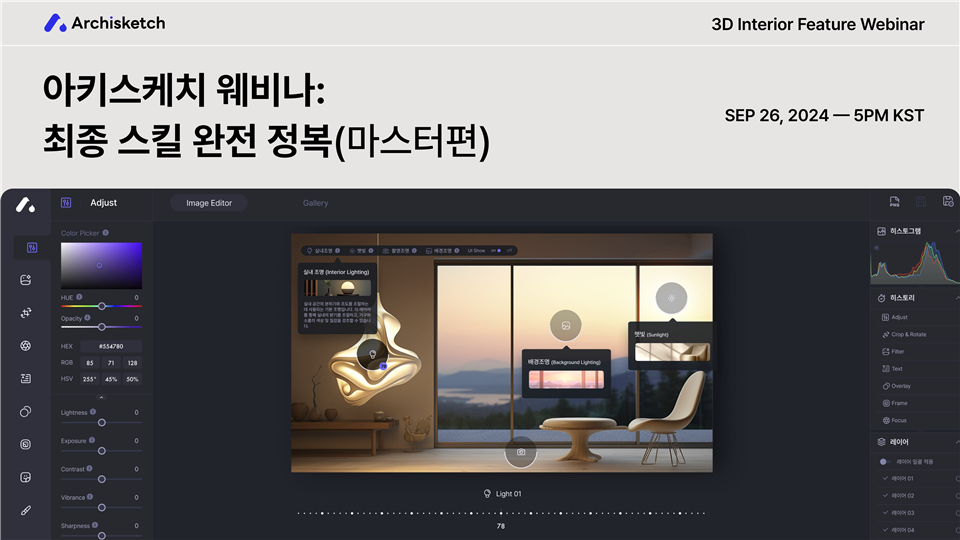 Archisketch
3D Interior Feature Webinar
아키스케치 웨비나:
최종 스킬 완전 정복(마스터편)
SEP 26, 2024 — 5PM KST
Adjust
Image Editor
Gallery
PNG
Color Picker
HUE 0
Opacity 0
HEX #554780
RGB 85 71 128
HSV 255° 45% 50%
Lightness 0
Exposure 0
Contrast 0
Vibrance 0
Sharpness 0
실내조명 햇빛 촬영조명 배경조명 UI Show
실내 조명 (Interior Lighting)
배경조명 (Background Lighting)
햇빛 (Sunlight)
Light 01
78
히스토그램
히스토리
Adjust
Crop & Rotate
Filter
Text
Overlay
Frame
Focus
레이어
레이어 일괄 적용
레이어 01
레이어 02
레이어 03
레이어 04